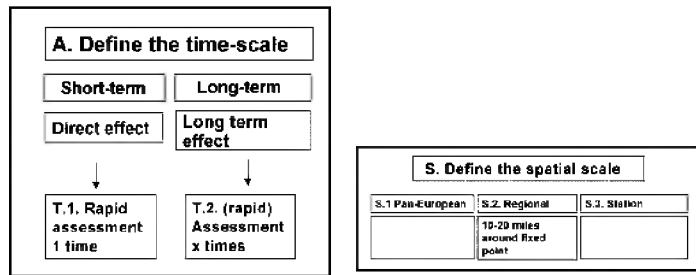 A. Define the time-scale
Short-term
Long-term
Direct effect
Long term
effect
T.1. Rapid
assessment
1 time
T.2. (rapid)
Assessment
x times
S. Define the spatial scale
S.1 Pan-European
S.2. Regional
S.3. Station
10-20 miles
around fixed
point